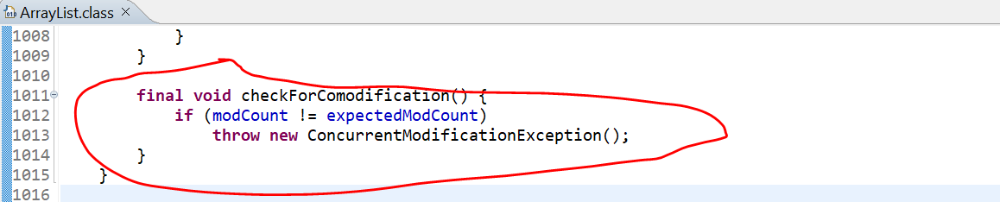 ArrayList.class
1008 }
1009 }
1010
1011 final void checkForComodification() {
1012 if (modCount != expectedModCount)
1013 throw new ConcurrentModificationException();
1014 }
1015 }
1016